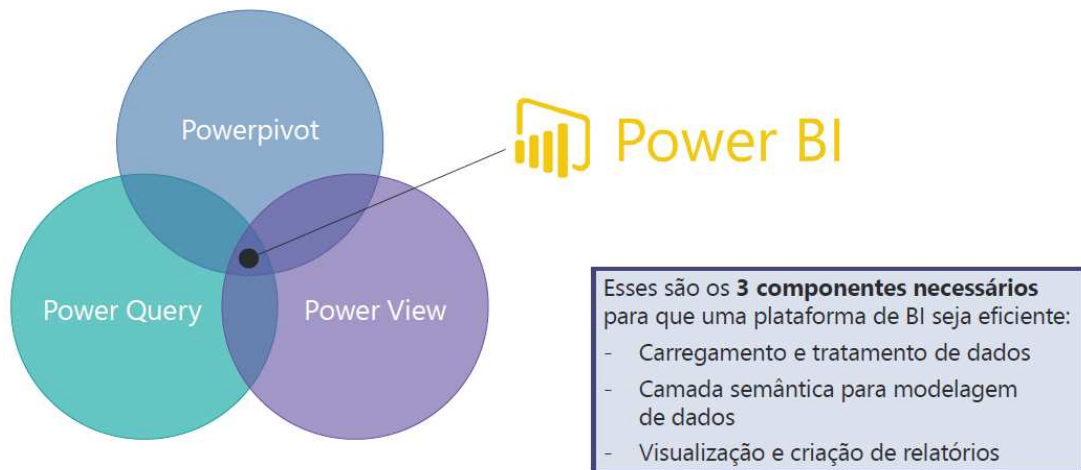 Powerpivot
Power BI
Power Query
Power View
Esses são os 3 componentes necessários
para que uma plataforma de BI seja eficiente:
- Carregamento e tratamento de dados
- Camada semântica para modelagem
de dados
- Visualização e criação de relatórios